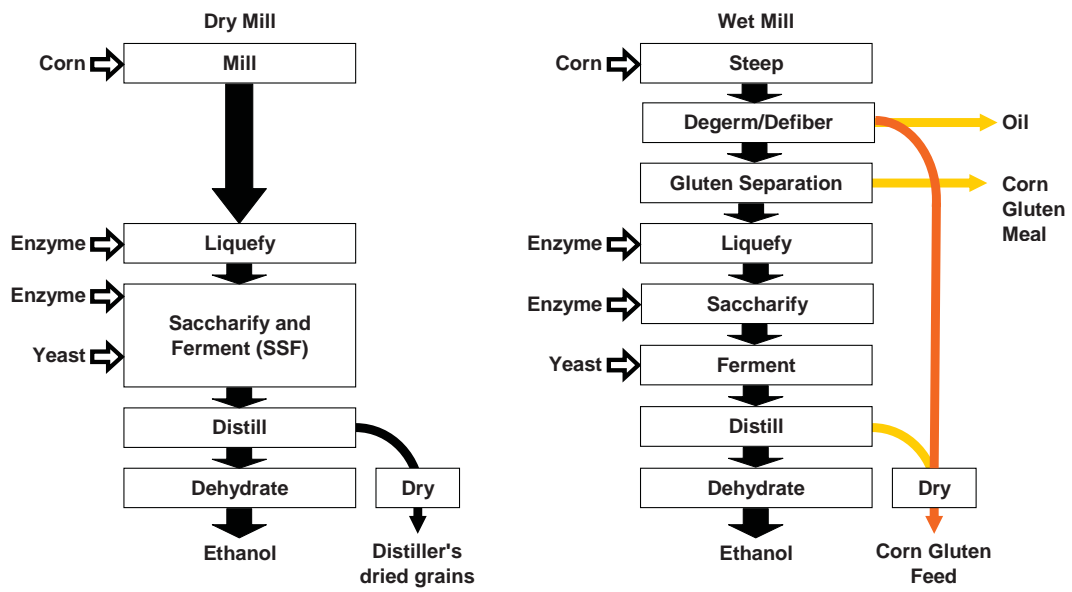 Dry Mill
Corn
Mill
Enzyme
Liquefy
Enzyme
Yeast
Saccharify and
Ferment (SSF)
Distill
Dehydrate
Dry
Ethanol
Distiller's
dried grains
Wet Mill
Corn
Steep
Degerm/Defiber
Oil
Gluten Separation
Corn
Gluten
Meal
Enzyme
Liquefy
Enzyme
Saccharify
Yeast
Ferment
Distill
Dehydrate
Dry
Ethanol
Corn Gluten
Feed